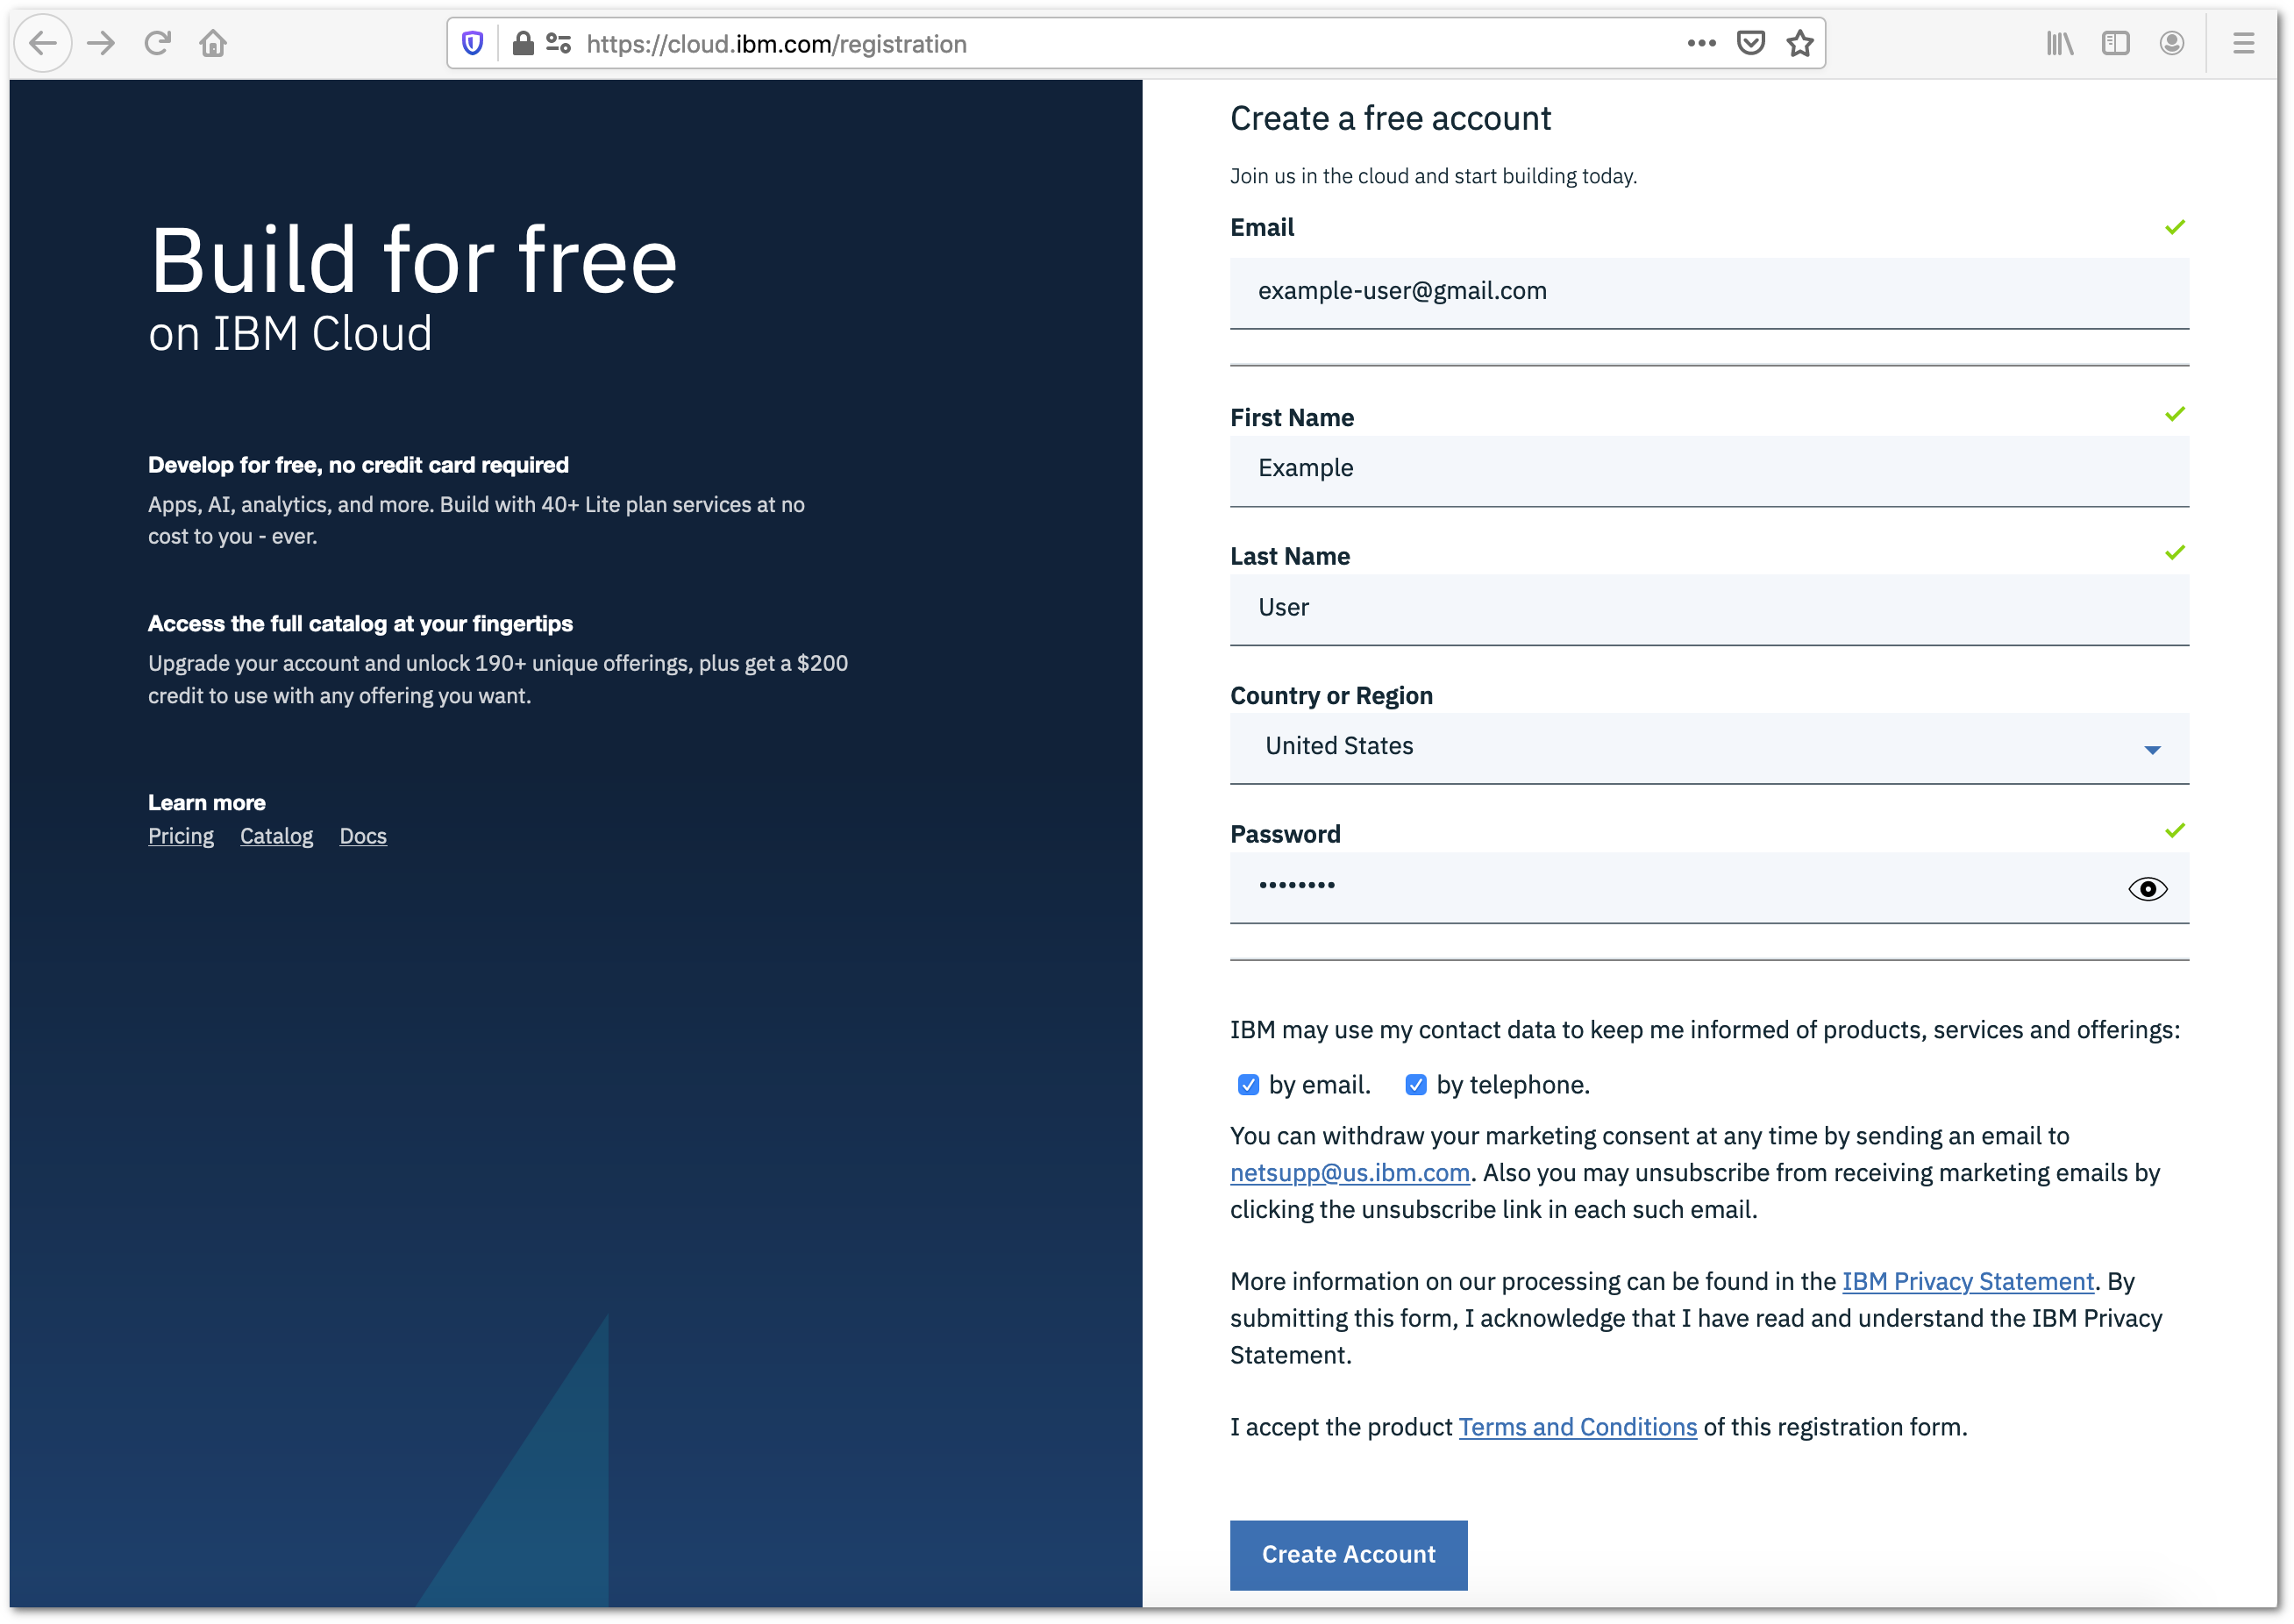 https://cloud.ibm.com/registration
Build for free
on IBM Cloud
Develop for free, no credit card required
Apps, AI, analytics, and more. Build with 40+ Lite plan services at no
cost to you - ever.
Access the full catalog at your fingertips
Upgrade your account and unlock 190+ unique offerings, plus get a $200
credit to use with any offering you want.
Learn more
Pricing Catalog Docs
Create a free account
Join us in the cloud and start building today.
Email
example-user@gmail.com
First Name
Example
Last Name
User
Country or Region
United States
Password
••••••••
IBM may use my contact data to keep me informed of products, services and offerings:
by email. by telephone.
You can withdraw your marketing consent at any time by sending an email to
netsupp@us.ibm.com. Also you may unsubscribe from receiving marketing emails by
clicking the unsubscribe link in each such email.
More information on our processing can be found in the IBM Privacy Statement. By
submitting this form, I acknowledge that I have read and understand the IBM Privacy
Statement.
I accept the product Terms and Conditions of this registration form.
Create Account